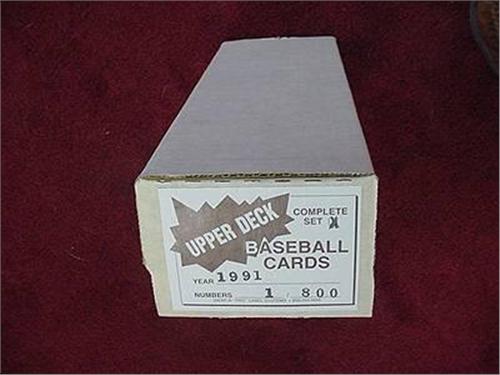 UPPER DECK
COMPLETE
SET X
BASEBALL
CARDS
YEAR 1991
NUMBERS 1 / 800